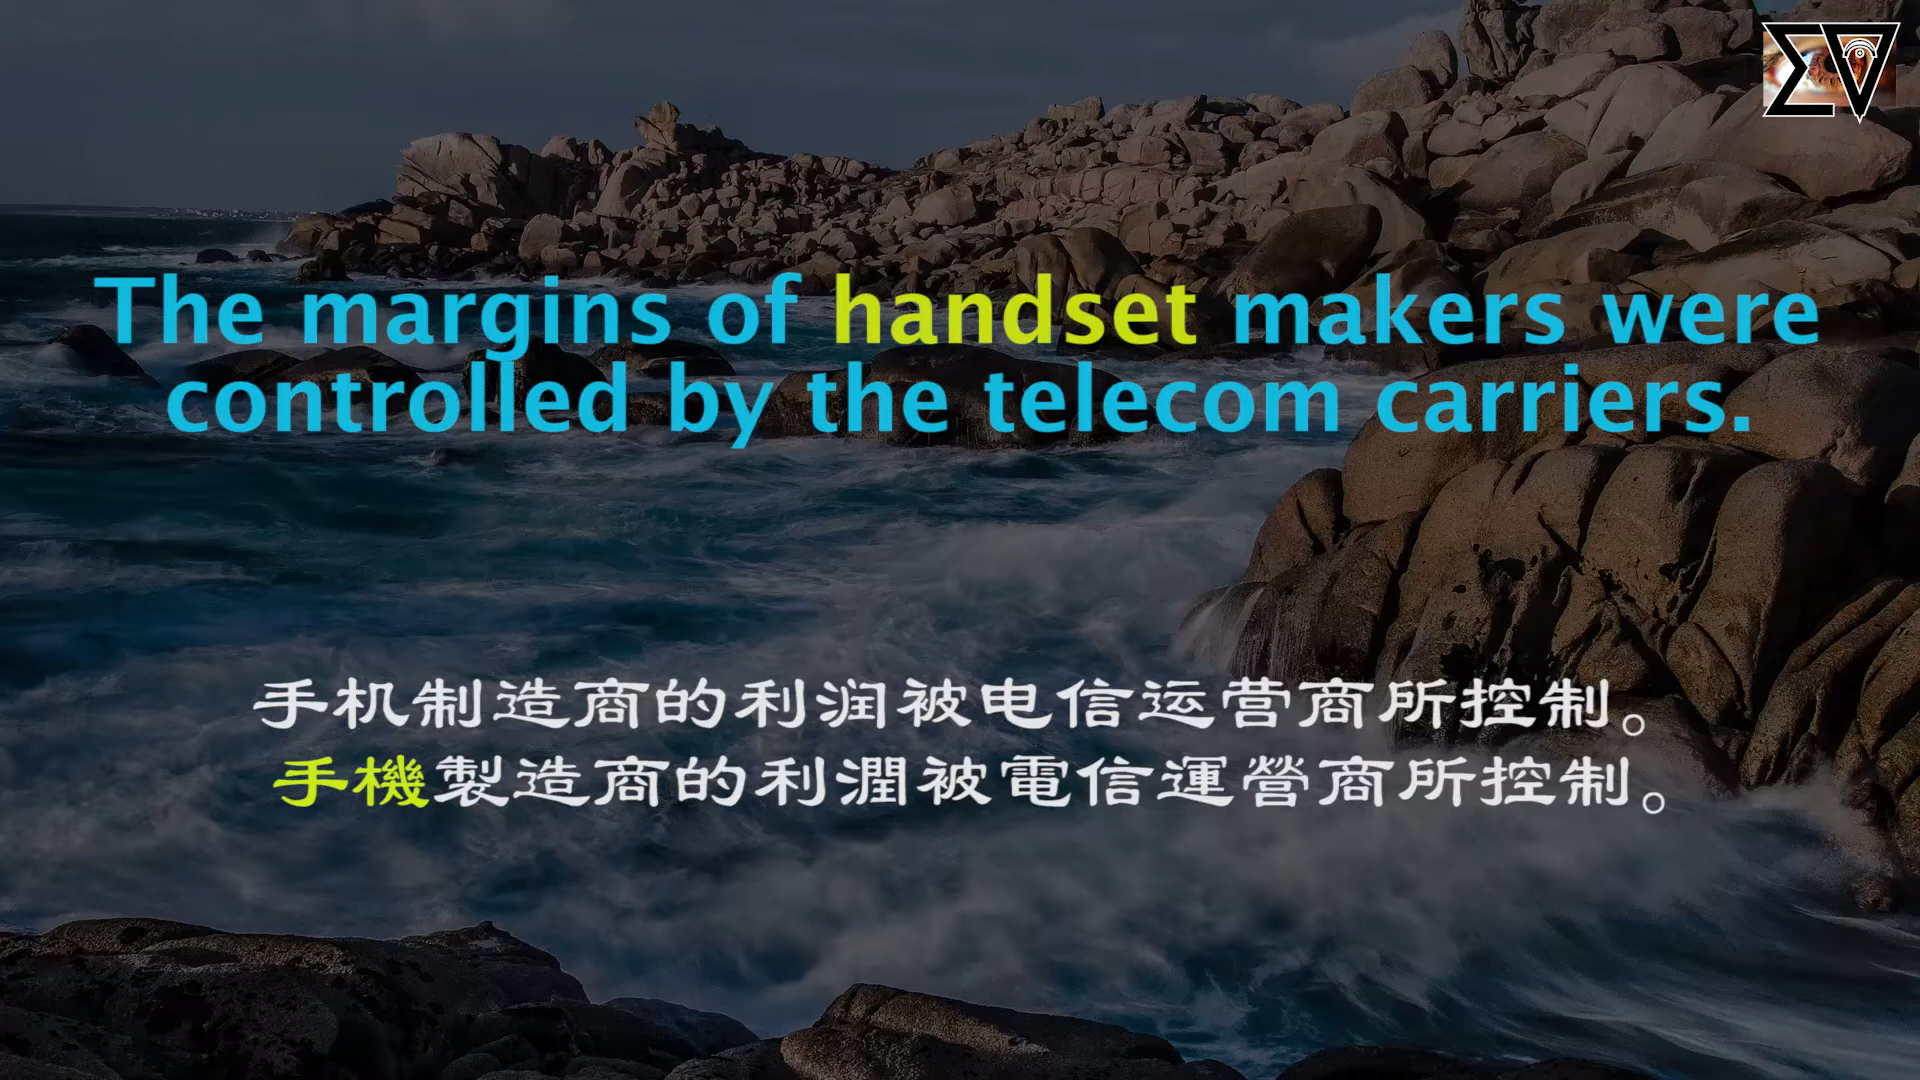 The margins of handset makers were
controlled by the telecom carriers.
手机制造商的利润被电信运营商所控制。
手機製造商的利潤被電信運營商所控制。